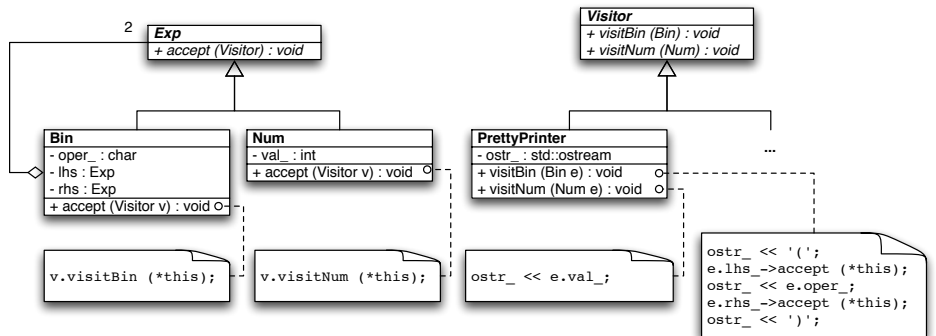 2
Exp
+ accept (Visitor) : void
Visitor
+ visitBin (Bin) : void
+ visitNum (Num) : void
Bin
- oper_ : char
- lhs : Exp
- rhs : Exp
+ accept (Visitor v) : void
Num
- val_ : int
+ accept (Visitor v) : void
PrettyPrinter
- ostr_ : std::ostream
+ visitBin (Bin e) : void
+ visitNum (Num e) : void
...
v.visitBin (*this);
v.visitNum (*this);
ostr_ << e.val_;
ostr_ << '(';
e.lhs_->accept (*this);
ostr_ << e.oper_;
e.rhs_->accept (*this);
ostr_ << ')';